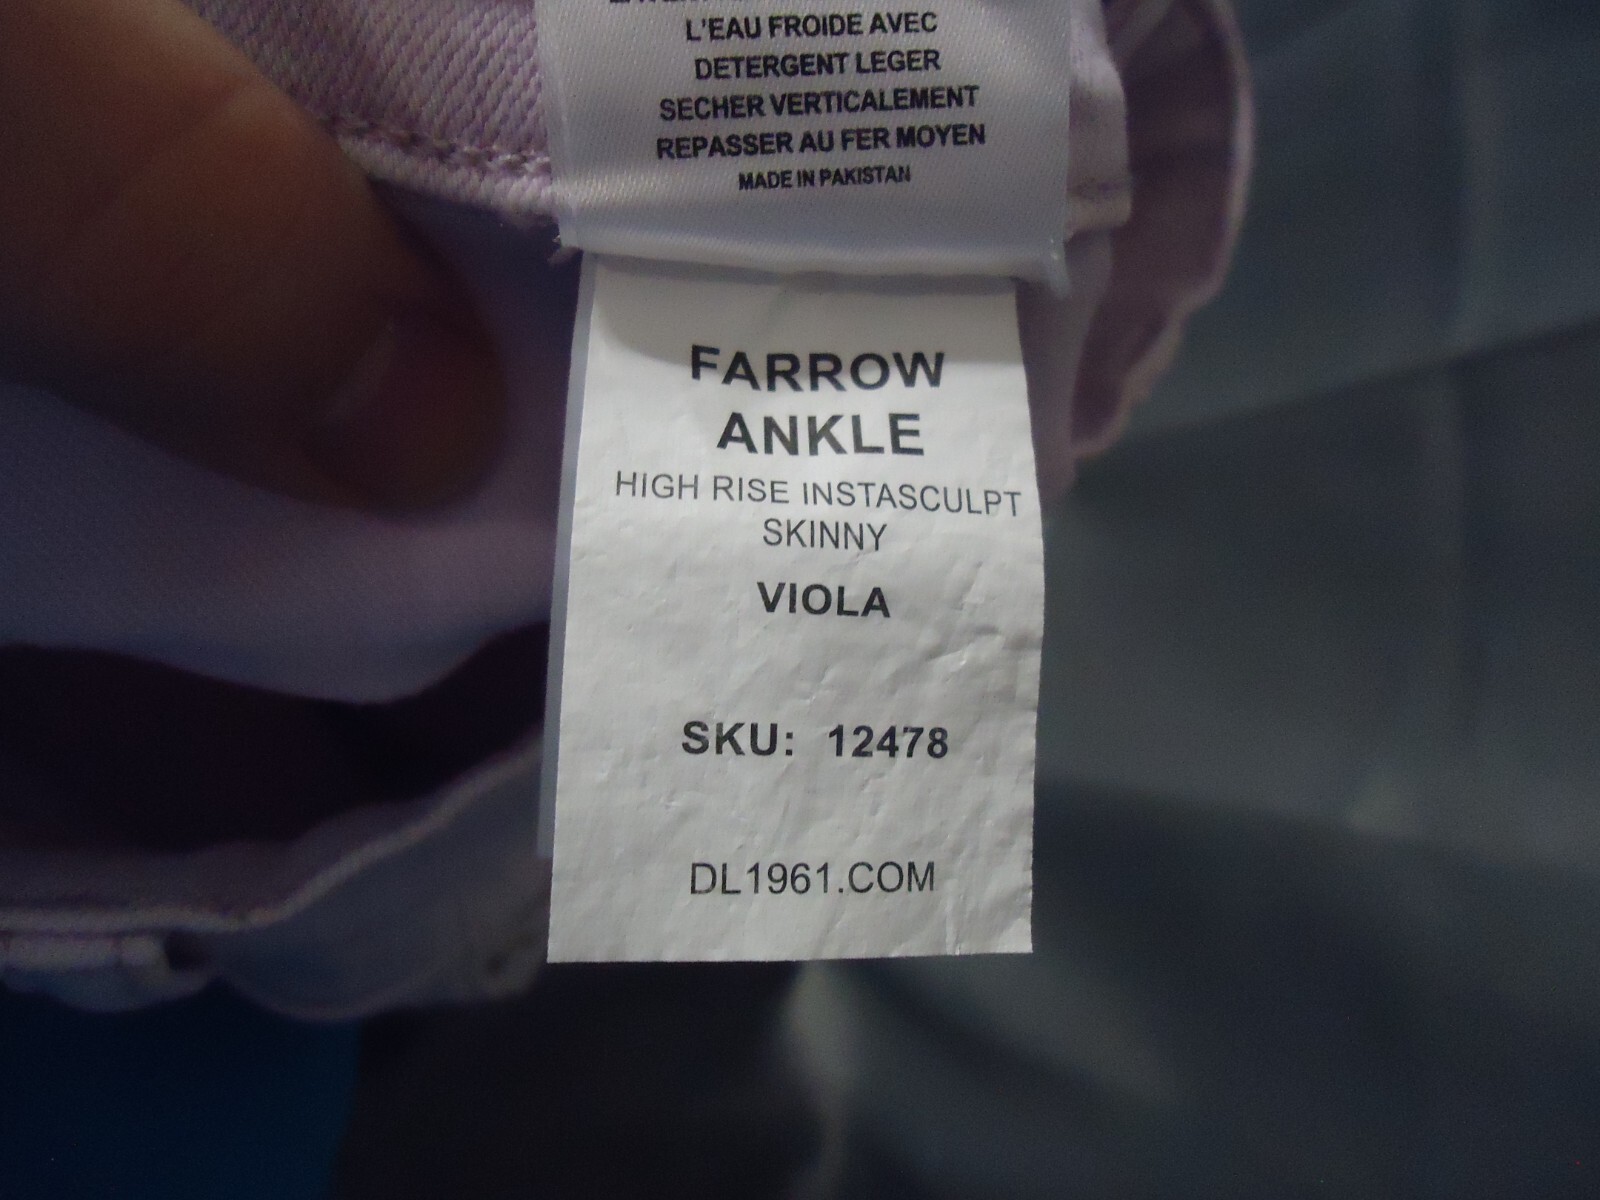 L'EAU FROIDE AVEC
DETERGENT LEGER
SECHER VERTICALEMENT
REPASSER AU FER MOYEN
MADE IN PAKISTAN
FARROW
ANKLE
HIGH RISE INSTASCULPT
SKINNY
VIOLA
SKU: 12478
DL1961.COM